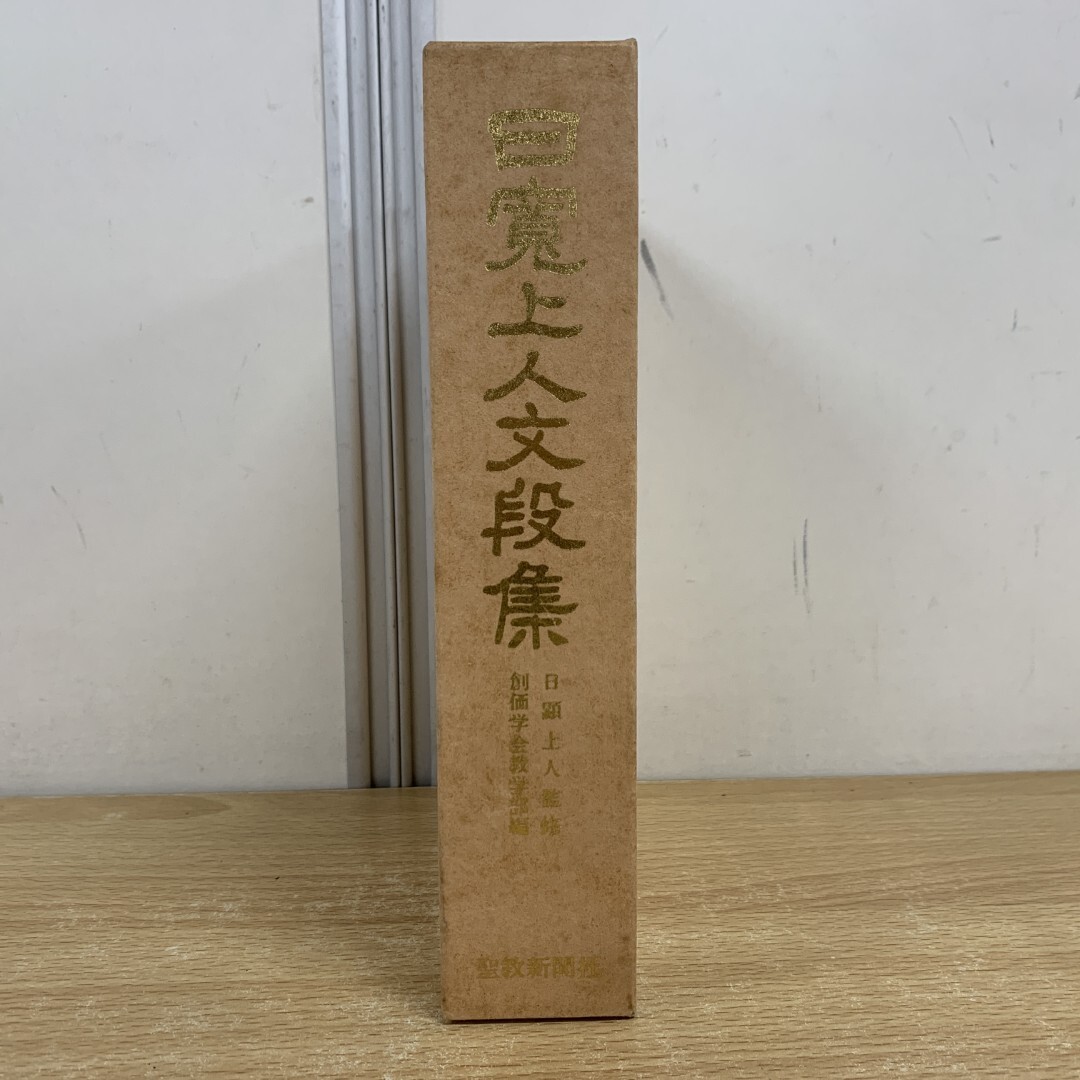 日寛上人文段集
日顕上人監修
創価学会教学部編
聖教新聞社